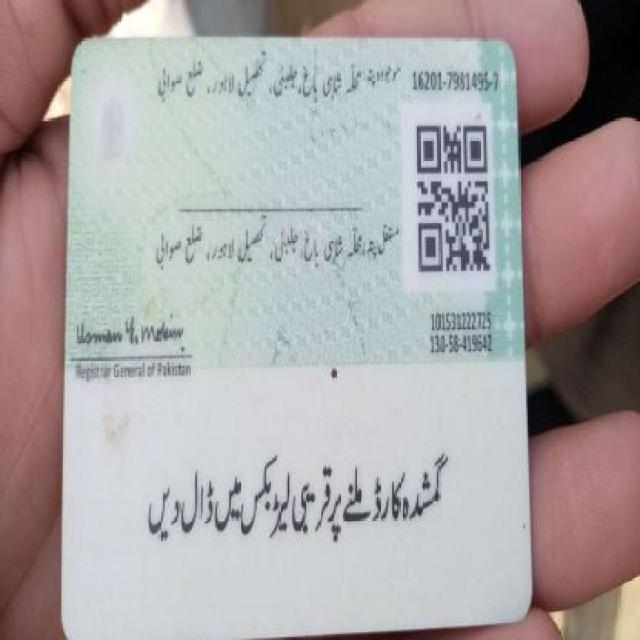 موجودہ پتہ: محلہ بٹی باغ جلبئی، تحصیل لاہور، ضلع صوابی
16201-7981495-7
مستقل پتہ: محلہ بٹی باغ جلبئی، تحصیل لاہور، ضلع صوابی
101531222725
130-58-419642
Usman Y. Mobin
Registrar General of Pakistan
گمشدہ کارڈ ملنے پر قریبی لیٹر بکس میں ڈال دیں